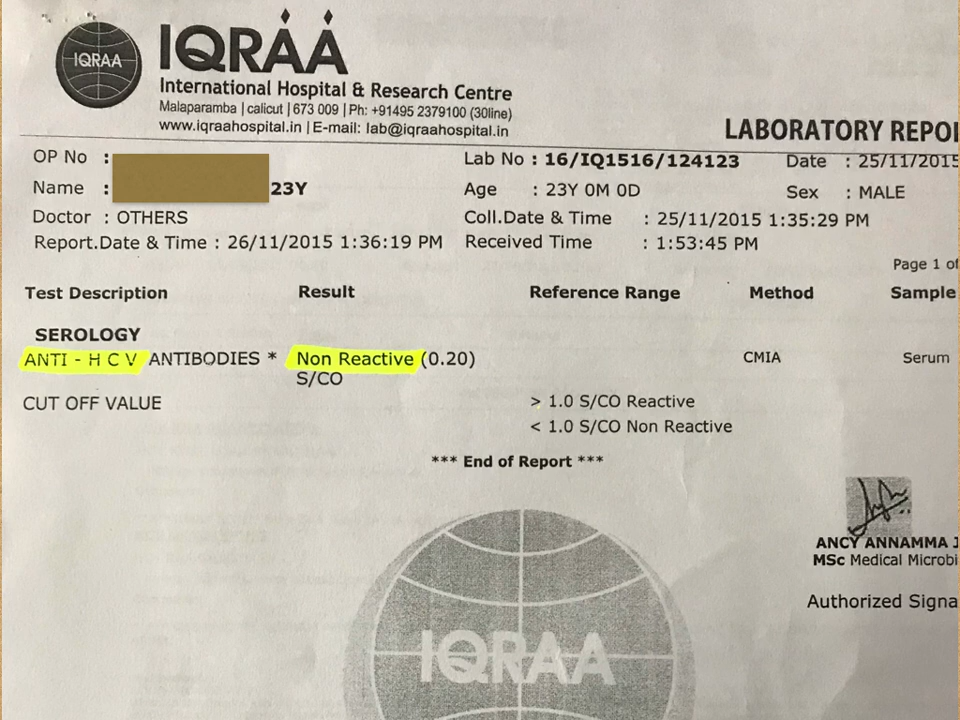 IQRAA
IQRAA
International Hospital & Research Centre
Malaparamba | calicut | 673 009 | Ph: +91495 2379100 (30line)
www.iqraahospital.in | E-mail: lab@iqraahospital.in
LABORATORY REPO
OP No :
Lab No : 16/IQ1516/124123
Date : 25/11/2015
Name : 23Y
Age : 23Y 0M 0D
Sex : MALE
Doctor : OTHERS
Coll.Date & Time : 25/11/2015 1:35:29 PM
Report.Date & Time : 26/11/2015 1:36:19 PM
Received Time : 1:53:45 PM
Page 1 of
Test Description Result Reference Range Method Sample
SEROLOGY
ANTI - H C V ANTIBODIES * Non Reactive (0.20) CMIA Serum
S/CO
CUT OFF VALUE > 1.0 S/CO Reactive
< 1.0 S/CO Non Reactive
*** End of Report ***
ANCY ANNAMMA J
MSc Medical Microbi
Authorized Signa
IQRAA